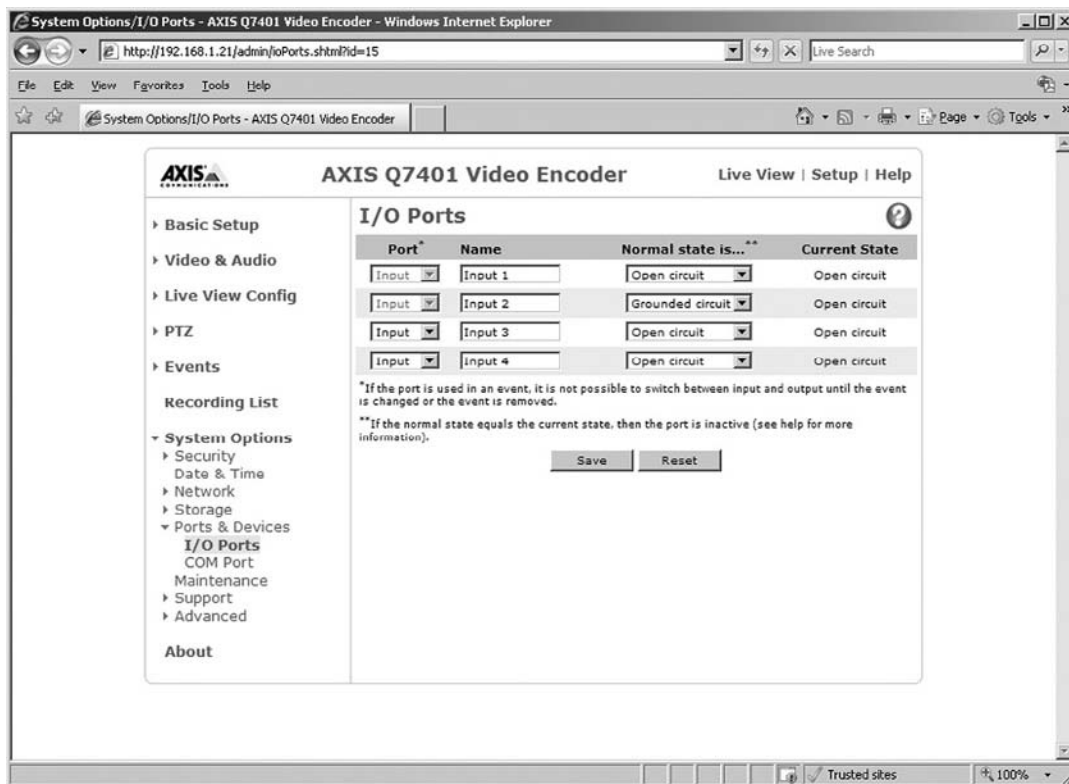 System Options/I/O Ports - AXIS Q7401 Video Encoder - Windows Internet Explorer
http://192.168.1.21/admin/ioPorts.shtml?id=15
Live Search
File Edit View Favorites Tools Help
System Options/I/O Ports - AXIS Q7401 Video Encoder
Page Tools
AXIS COMMUNICATIONS
AXIS Q7401 Video Encoder
Live View | Setup | Help
Basic Setup
Video & Audio
Live View Config
PTZ
Events
Recording List
System Options
Security
Date & Time
Network
Storage
Ports & Devices
I/O Ports
COM Port
Maintenance
Support
Advanced
About
I/O Ports
Port* Name Normal state is...** Current State
Input Input 1 Open circuit Open circuit
Input Input 2 Grounded circuit Open circuit
Input Input 3 Open circuit Open circuit
Input Input 4 Open circuit Open circuit
*If the port is used in an event, it is not possible to switch between input and output until the event
is changed or the event is removed.
**If the normal state equals the current state, then the port is inactive (see help for more
information).
Save Reset
Trusted sites 100%